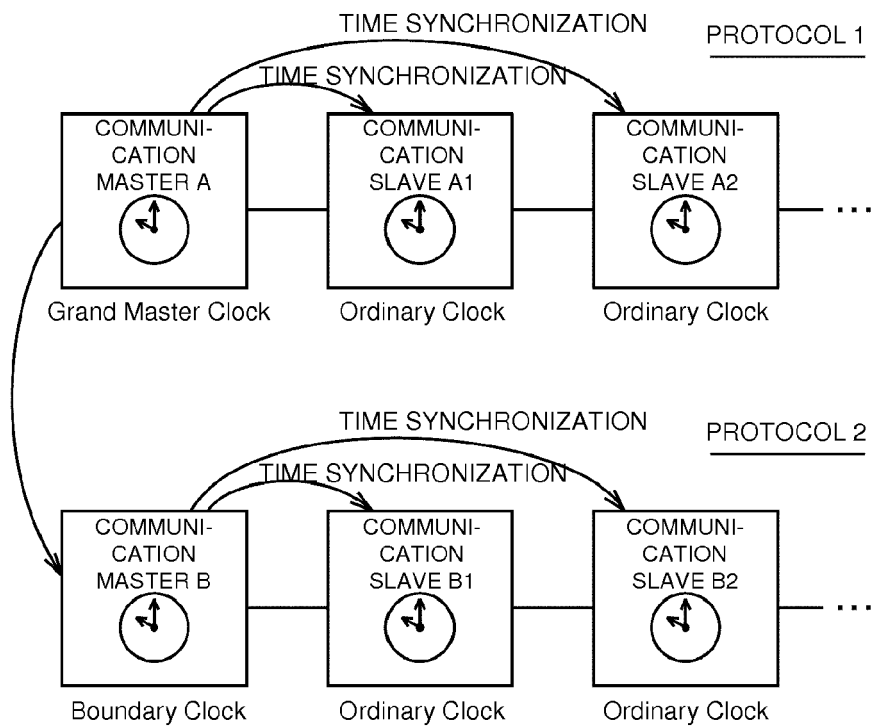 TIME SYNCHRONIZATION
PROTOCOL 1
TIME SYNCHRONIZATION
COMMUNI-
CATION
MASTER A
COMMUNI-
CATION
SLAVE A1
COMMUNI-
CATION
SLAVE A2
...
Grand Master Clock
Ordinary Clock
Ordinary Clock
TIME SYNCHRONIZATION
PROTOCOL 2
TIME SYNCHRONIZATION
COMMUNI-
CATION
MASTER B
COMMUNI-
CATION
SLAVE B1
COMMUNI-
CATION
SLAVE B2
...
Boundary Clock
Ordinary Clock
Ordinary Clock